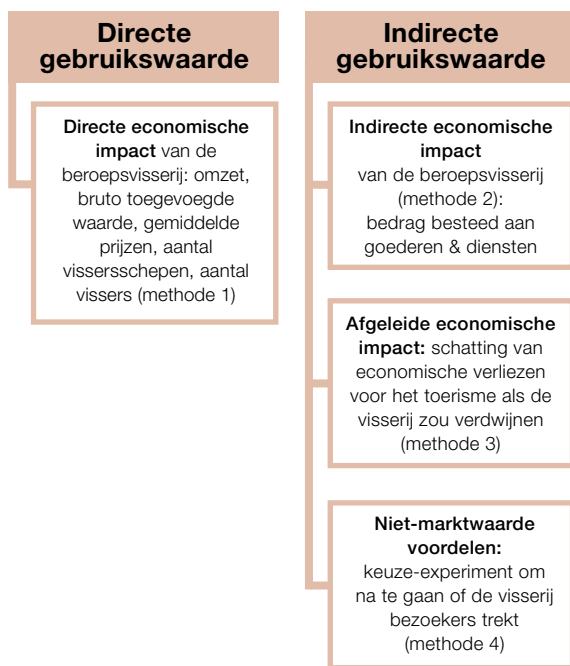 Directe
gebruikswaarde
Directe economische
impact van de
beroepsvisserij: omzet,
bruto toegevoegde
waarde, gemiddelde
prijzen, aantal
vissersschepen, aantal
vissers (methode 1)
Indirecte
gebruikswaarde
Indirecte economische
impact
van de beroepsvisserij
(methode 2):
bedrag besteed aan
goederen & diensten
Afgeleide economische
impact: schatting van
economische verliezen
voor het toerisme als de
visserij zou verdwijnen
(methode 3)
Niet-marktwaarde
voordelen:
keuze-experiment om
na te gaan of de visserij
bezoekers trekt
(methode 4)